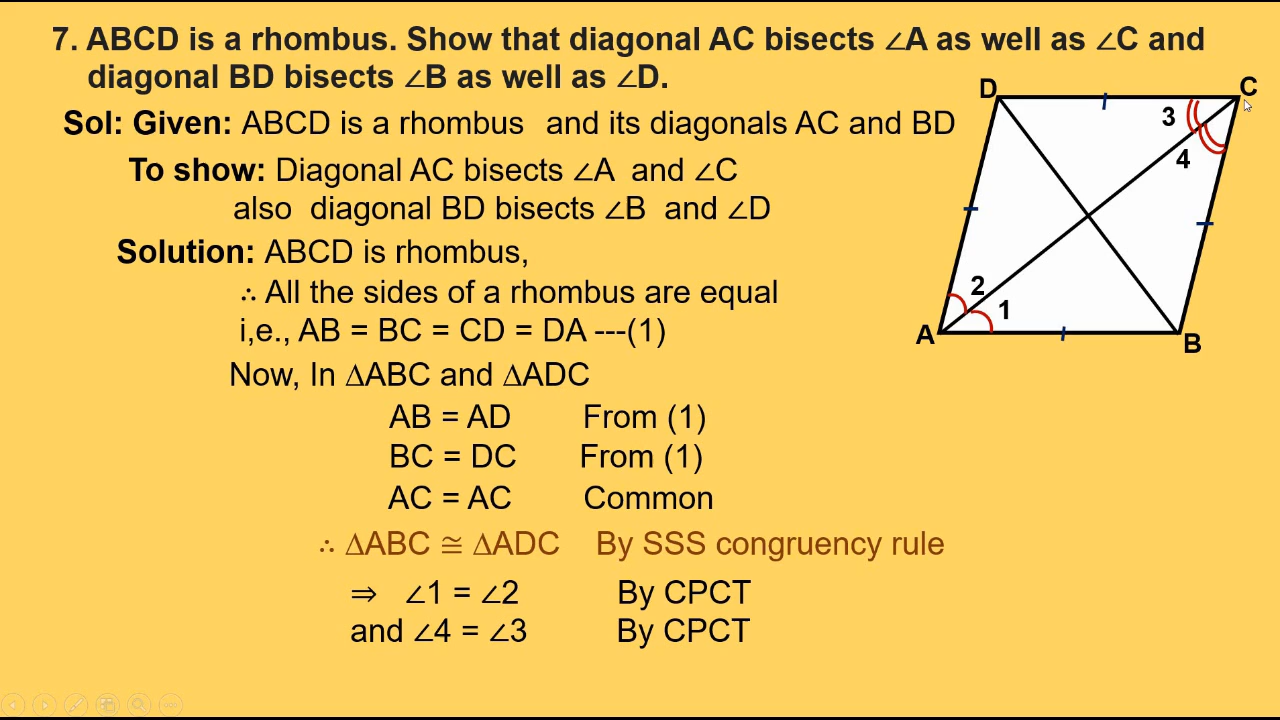 7. ABCD is a rhombus. Show that diagonal AC bisects ∠A as well as ∠C and
diagonal BD bisects ∠B as well as ∠D.
Sol: Given: ABCD is a rhombus and its diagonals AC and BD
To show: Diagonal AC bisects ∠A and ∠C
also diagonal BD bisects ∠B and ∠D
Solution: ABCD is rhombus,
∴ All the sides of a rhombus are equal
i,e., AB = BC = CD = DA ---(1)
Now, In ∆ABC and ∆ADC
AB = AD From (1)
BC = DC From (1)
AC = AC Common
∴ ∆ABC ≅ ∆ADC By SSS congruency rule
⇒ ∠1 = ∠2 By CPCT
and ∠4 = ∠3 By CPCT
D
C
3
4
2
1
A
B